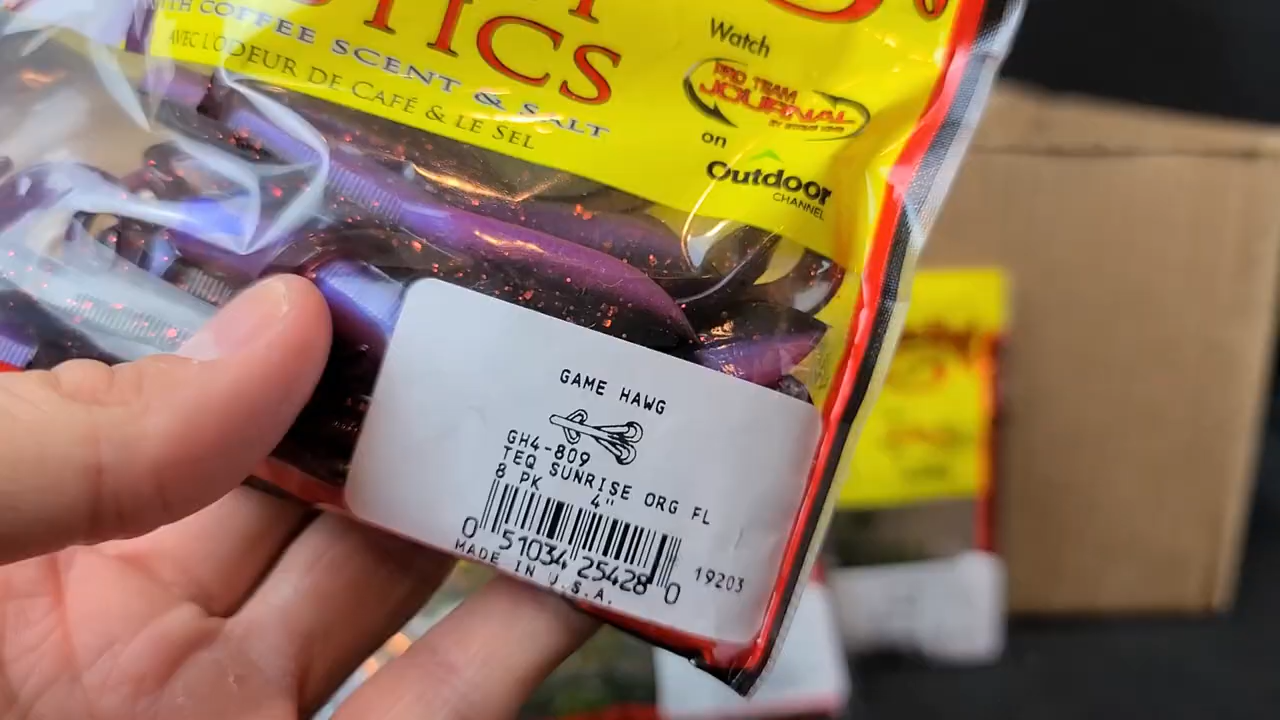 WITH COFFEE SCENT & SALT
AVEC L'ODEUR DE CAFÉ & LE SEL
Watch
PRO TEAM
JOURNAL
on
Outdoor
CHANNEL
GAME HAWG
GH4-809
TEQ SUNRISE ORG FL
8 PK 4"
0 51034 25428 0
19203
MADE IN U.S.A.